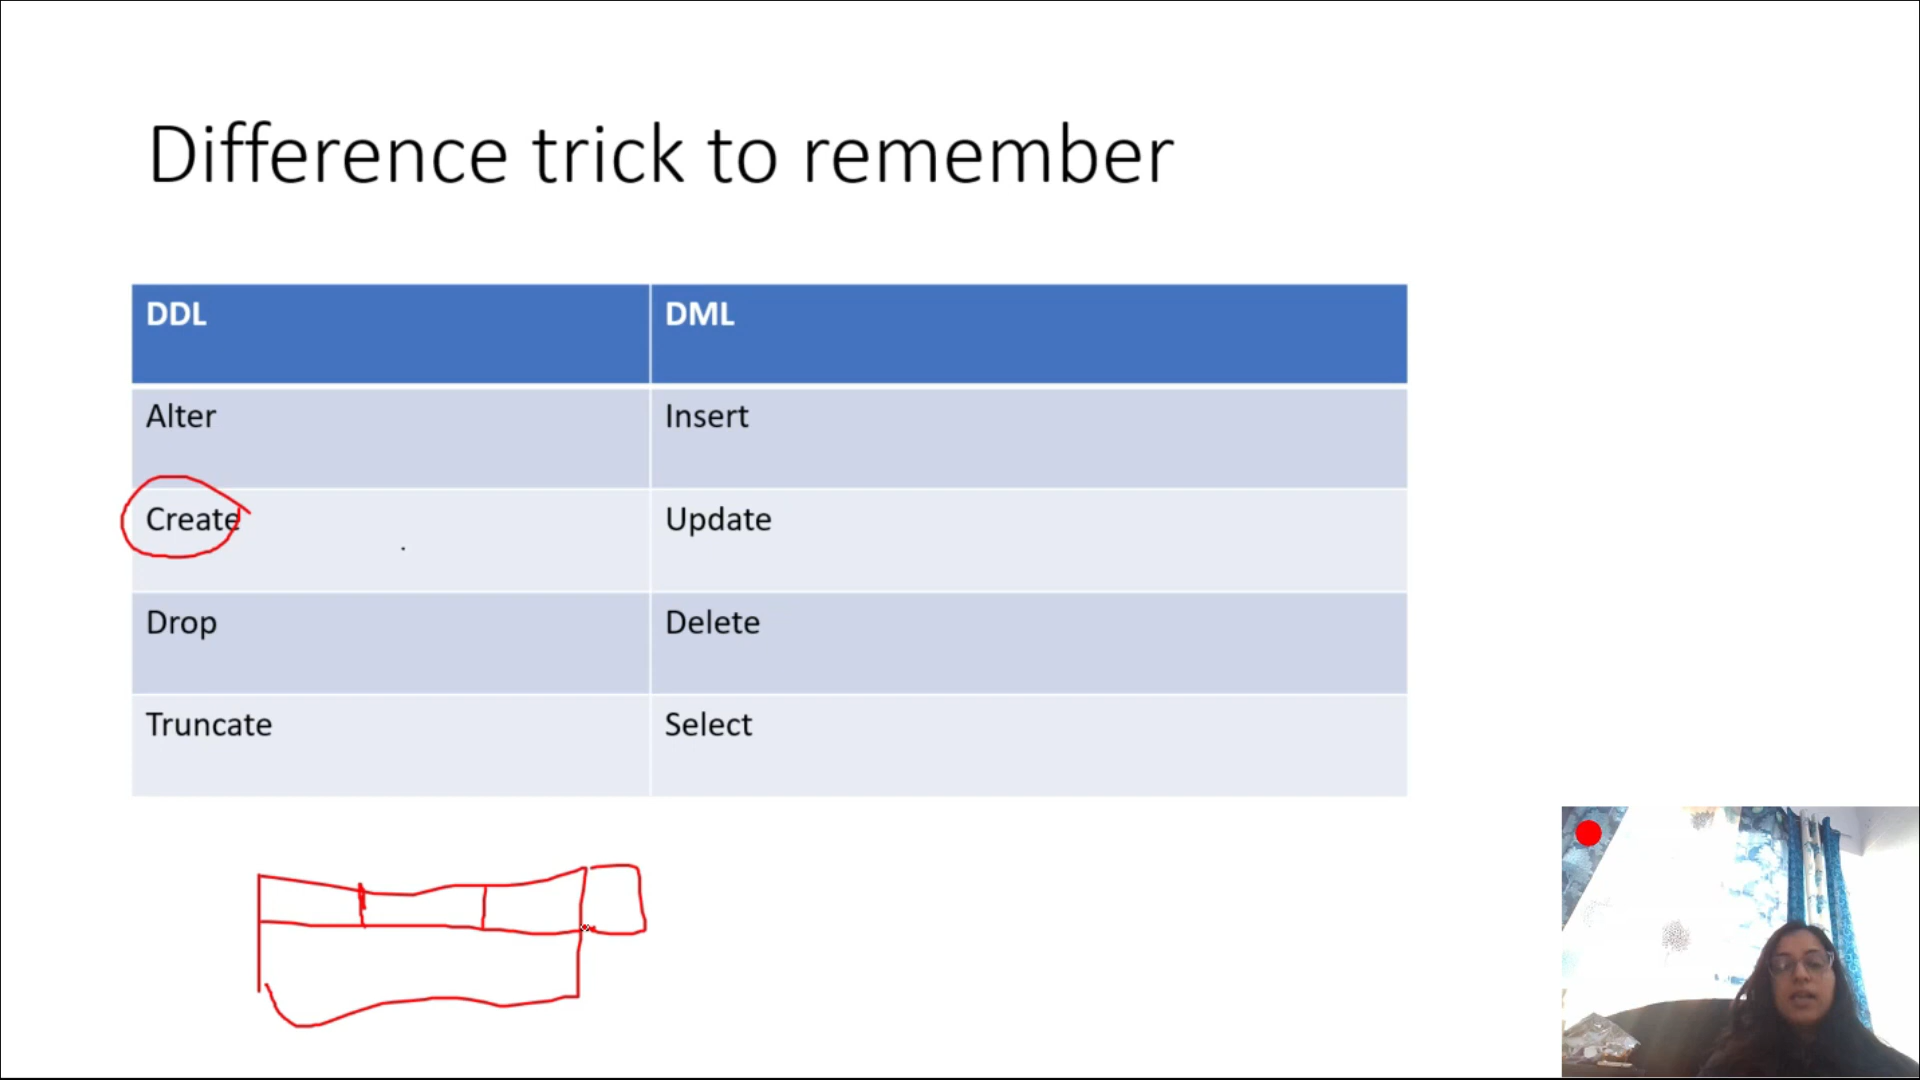 Difference trick to remember
DDL DML
Alter Insert
Create Update
Drop Delete
Truncate Select